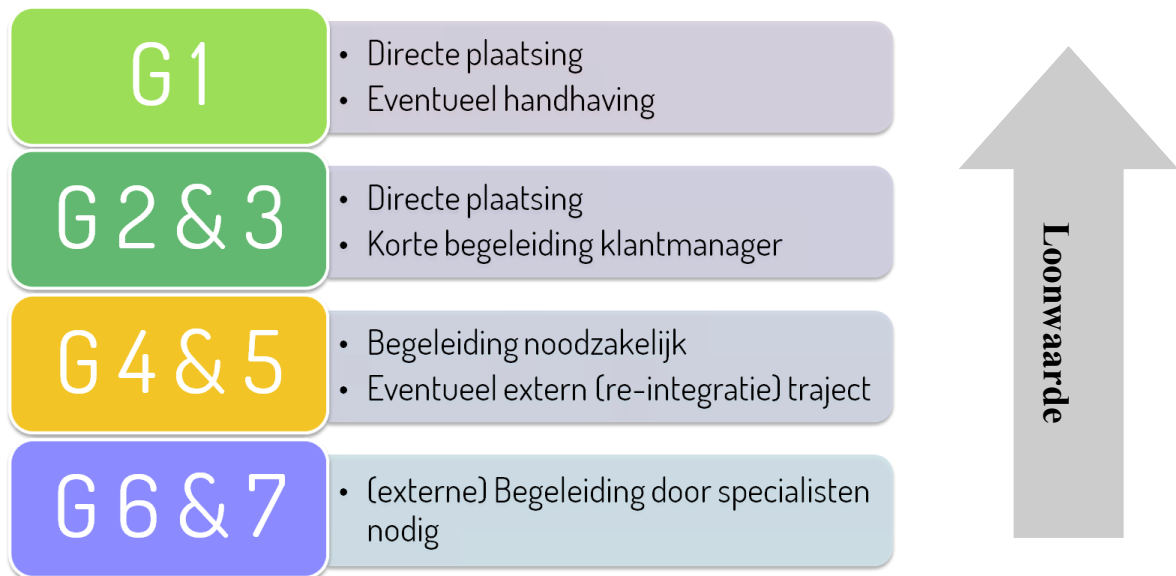 G 1
• Directe plaatsing
• Eventueel handhaving
G 2 & 3
• Directe plaatsing
• Korte begeleiding klantmanager
G 4 & 5
• Begeleiding noodzakelijk
• Eventueel extern (re-integratie) traject
G 6 & 7
• (externe) Begeleiding door specialisten
nodig
Loonwaarde